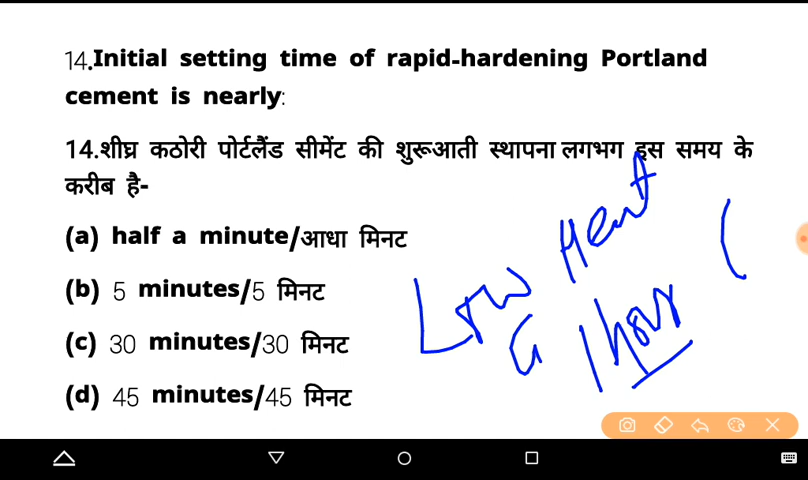 14.Initial setting time of rapid-hardening Portland
cement is nearly:
14.शीघ्र कठोरी पोर्टलैंड सीमेंट की शुरूआती स्थापना लगभग इस समय के
करीब है-
(a) half a minute/आधा मिनट
(b) 5 minutes/5 मिनट
(c) 30 minutes/30 मिनट
(d) 45 minutes/45 मिनट
Low Heat
1 hour